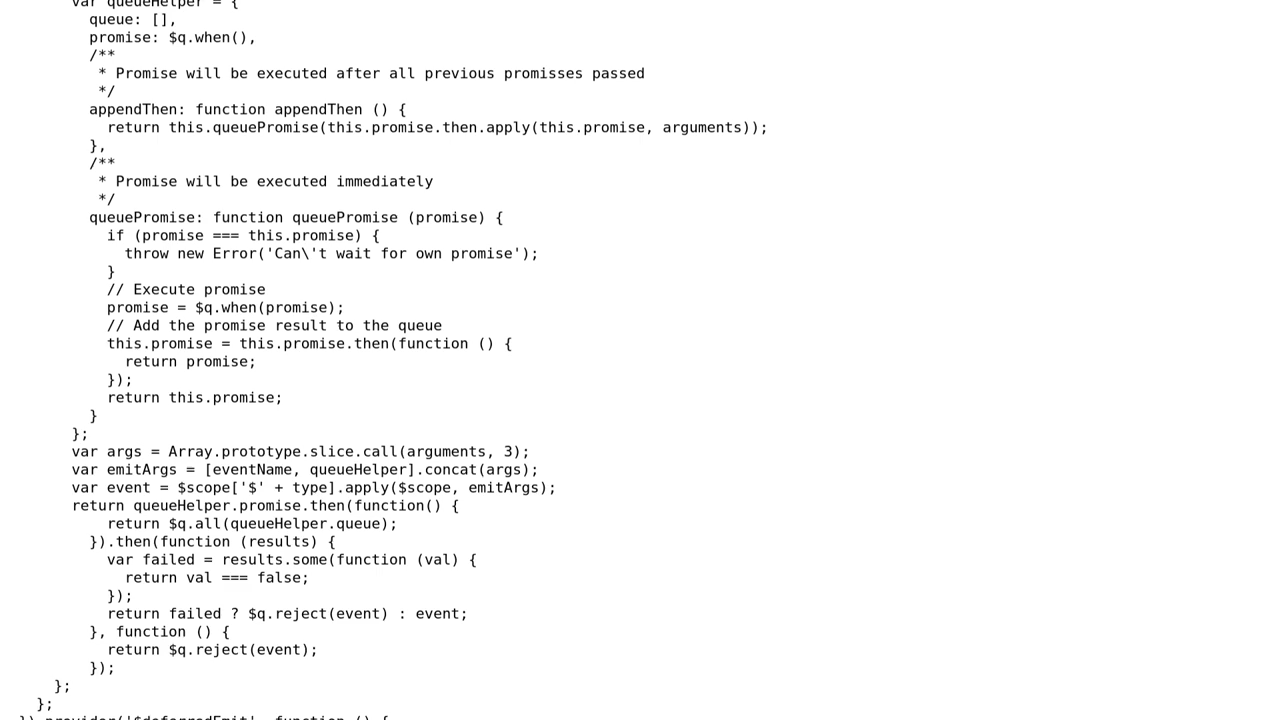 var queueHelper = {
queue: [],
promise: $q.when(),
/**
* Promise will be executed after all previous promisses passed
*/
appendThen: function appendThen () {
return this.queuePromise(this.promise.then.apply(this.promise, arguments));
},
/**
* Promise will be executed immediately
*/
queuePromise: function queuePromise (promise) {
if (promise === this.promise) {
throw new Error('Can\'t wait for own promise');
}
// Execute promise
promise = $q.when(promise);
// Add the promise result to the queue
this.promise = this.promise.then(function () {
return promise;
});
return this.promise;
}
};
var args = Array.prototype.slice.call(arguments, 3);
var emitArgs = [eventName, queueHelper].concat(args);
var event = $scope['$' + type].apply($scope, emitArgs);
return queueHelper.promise.then(function() {
return $q.all(queueHelper.queue);
}).then(function (results) {
var failed = results.some(function (val) {
return val === false;
});
return failed ? $q.reject(event) : event;
}, function () {
return $q.reject(event);
});
};
};
}).provider('$deferredEmit', function () {